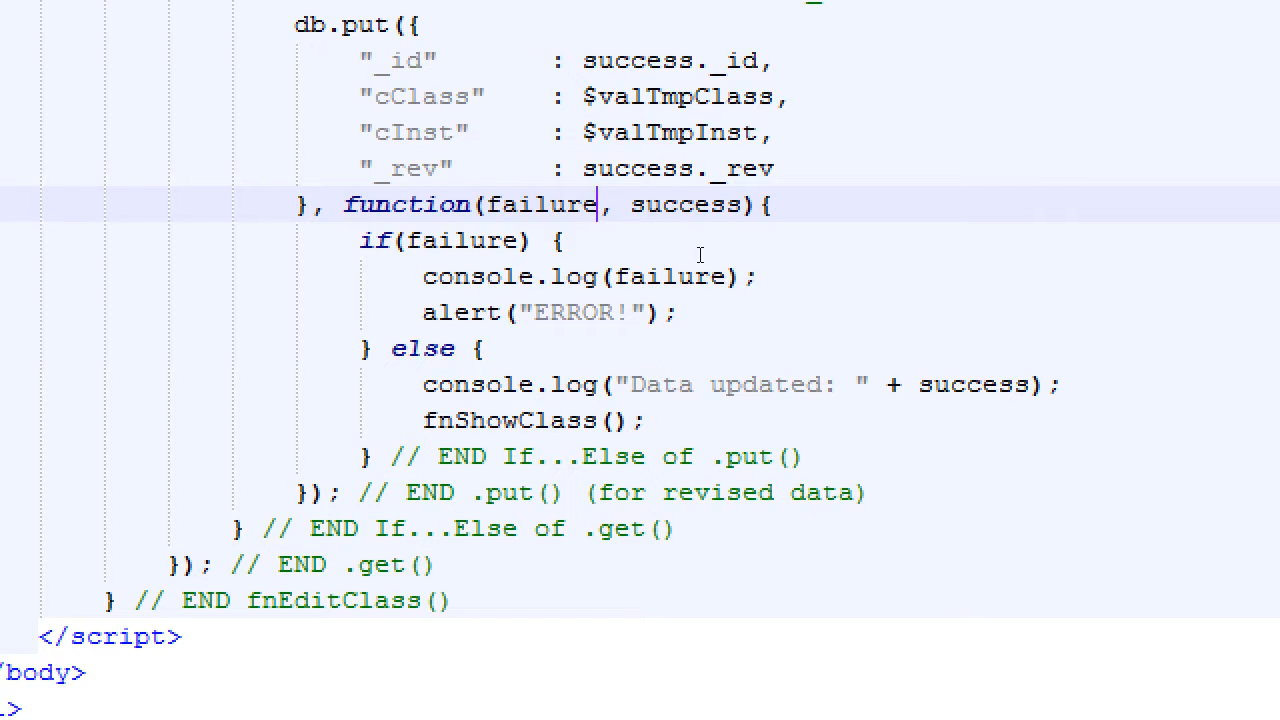 db.put({
"_id" : success._id,
"cClass" : $valTmpClass,
"cInst" : $valTmpInst,
"_rev" : success._rev
}, function(failure, success){
if(failure) {
console.log(failure);
alert("ERROR!");
} else {
console.log("Data updated: " + success);
fnShowClass();
} // END If...Else of .put()
}); // END .put() (for revised data)
} // END If...Else of .get()
}); // END .get()
} // END fnEditClass()
</script>
/body>